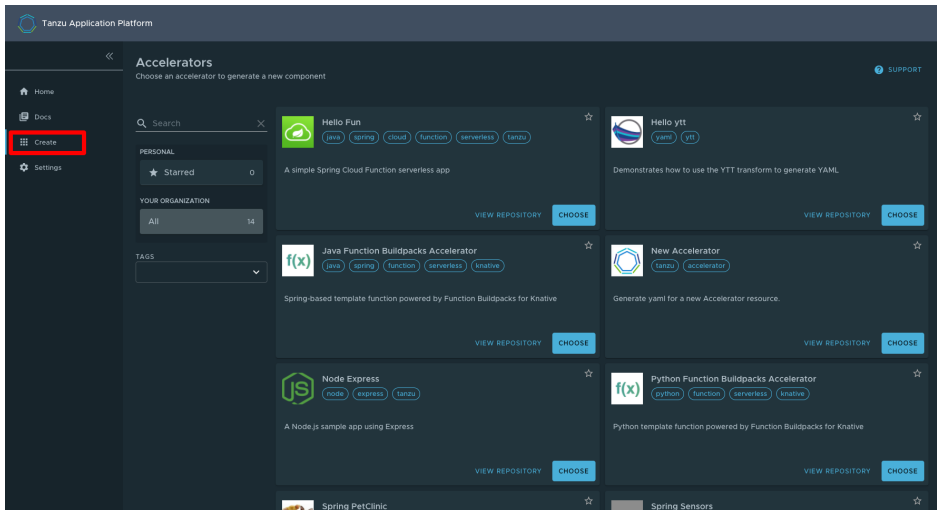 Tanzu Application Platform
Home
Docs
Create
Settings
Accelerators
Choose an accelerator to generate a new component
SUPPORT
Search
PERSONAL
Starred 0
YOUR ORGANIZATION
All 14
TAGS
Hello Fun
java spring cloud function serverless tanzu
A simple Spring Cloud Function serverless app
VIEW REPOSITORY CHOOSE
Hello ytt
yaml ytt
Demonstrates how to use the YTT transform to generate YAML
VIEW REPOSITORY CHOOSE
f(x)
Java Function Buildpacks Accelerator
java spring function serverless knative
Spring-based template function powered by Function Buildpacks for Knative
VIEW REPOSITORY CHOOSE
New Accelerator
tanzu accelerator
Generate yaml for a new Accelerator resource.
VIEW REPOSITORY CHOOSE
JS
Node Express
node express tanzu
A Node.js sample app using Express
VIEW REPOSITORY CHOOSE
f(x)
Python Function Buildpacks Accelerator
python function serverless knative
Python template function powered by Function Buildpacks for Knative
VIEW REPOSITORY CHOOSE
Spring PetClinic
Spring Sensors